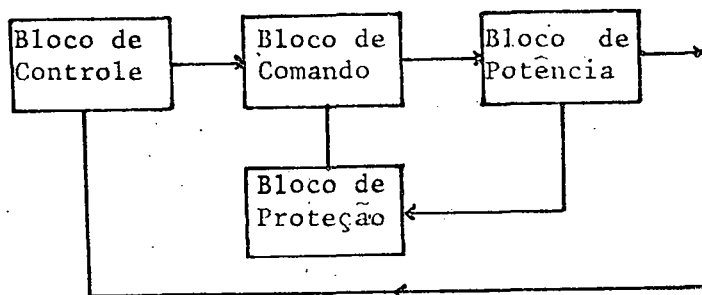 Bloco de
Controle
Bloco de
Comando
Bloco de
Potência
Bloco de
Proteção